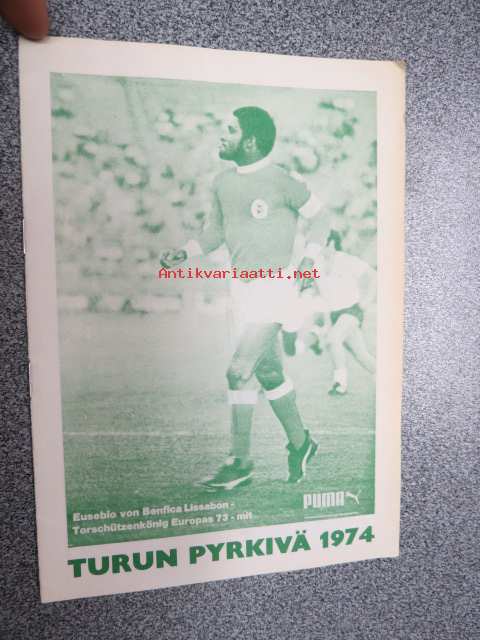 Antikvariaatti.net
Eusebio von Benfica Lissabon -
Torschützenkönig Europas 73 - mit
PUMA
TURUN PYRKIVÄ 1974